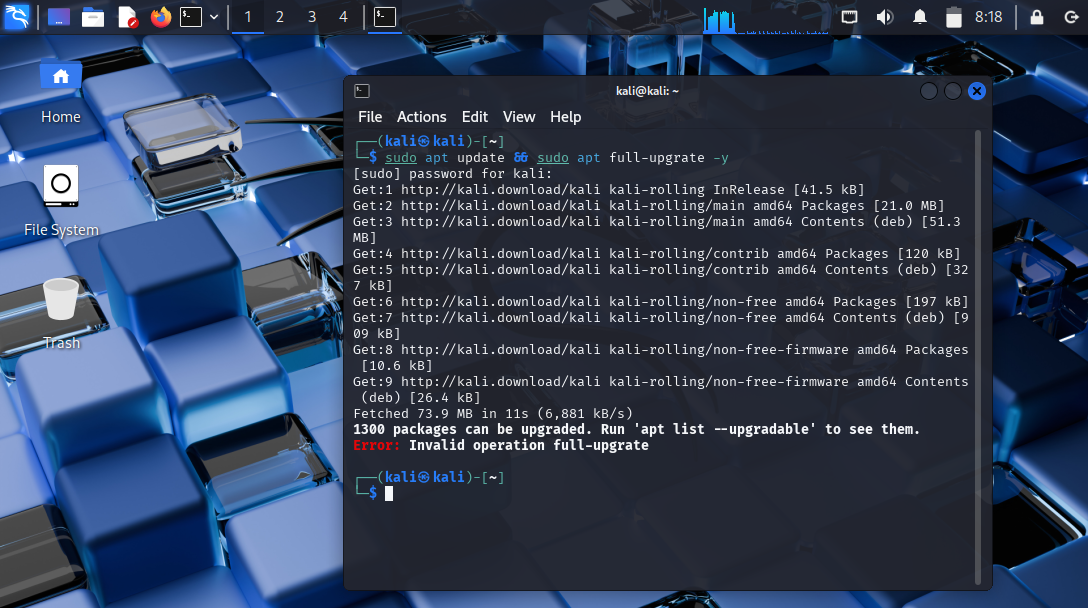 1 2 3 4 8:18
Home
File System
Trash
kali@kali: ~
File Actions Edit View Help
┌──(kali㉿kali)-[~]
└─$ sudo apt update && sudo apt full-upgrate -y
[sudo] password for kali:
Get:1 http://kali.download/kali kali-rolling InRelease [41.5 kB]
Get:2 http://kali.download/kali kali-rolling/main amd64 Packages [21.0 MB]
Get:3 http://kali.download/kali kali-rolling/main amd64 Contents (deb) [51.3
MB]
Get:4 http://kali.download/kali kali-rolling/contrib amd64 Packages [120 kB]
Get:5 http://kali.download/kali kali-rolling/contrib amd64 Contents (deb) [32
7 kB]
Get:6 http://kali.download/kali kali-rolling/non-free amd64 Packages [197 kB]
Get:7 http://kali.download/kali kali-rolling/non-free amd64 Contents (deb) [9
09 kB]
Get:8 http://kali.download/kali kali-rolling/non-free-firmware amd64 Packages
[10.6 kB]
Get:9 http://kali.download/kali kali-rolling/non-free-firmware amd64 Contents
(deb) [26.4 kB]
Fetched 73.9 MB in 11s (6,881 kB/s)
1300 packages can be upgraded. Run 'apt list --upgradable' to see them.
Error: Invalid operation full-upgrate
┌──(kali㉿kali)-[~]
└─$